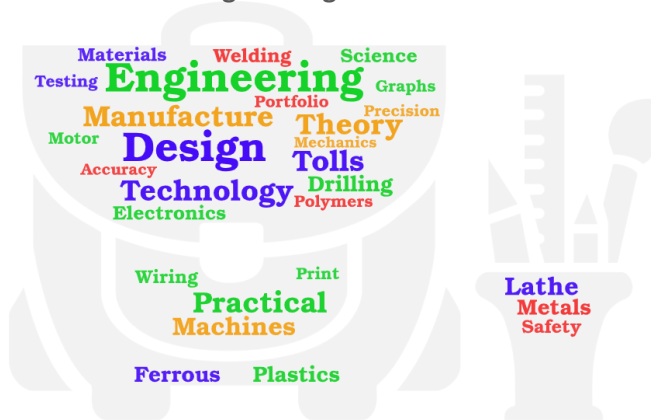 Materials Welding Science
Testing Engineering Graphs
Portfolio
Manufacture Theory Precision
Motor Design Mechanics
Accuracy Tolls
Technology Drilling
Electronics Polymers
Wiring Print
Practical
Machines
Ferrous Plastics
Lathe
Metals
Safety